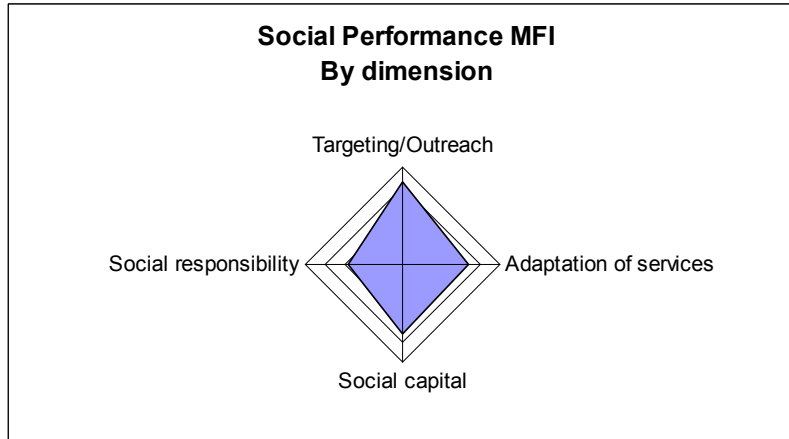 Social Performance MFI
By dimension
Targeting/Outreach
Social responsibility
Adaptation of services
Social capital